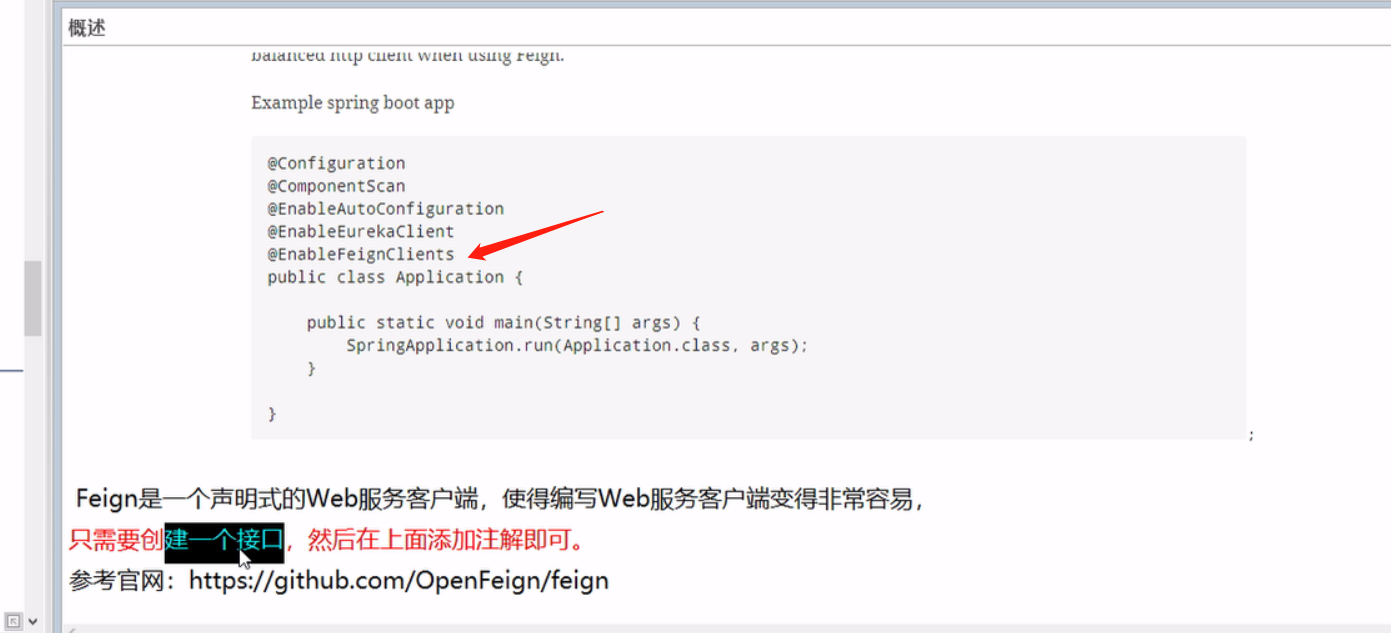 概述
balanced http client when using Feign.
Example spring boot app
@Configuration
@ComponentScan
@EnableAutoConfiguration
@EnableEurekaClient
@EnableFeignClients
public class Application {
    public static void main(String[] args) {
        SpringApplication.run(Application.class, args);
    }
}
;
Feign是一个声明式的Web服务客户端，使得编写Web服务客户端变得非常容易，
只需要创建一个接口，然后在上面添加注解即可。
参考官网：https://github.com/OpenFeign/feign